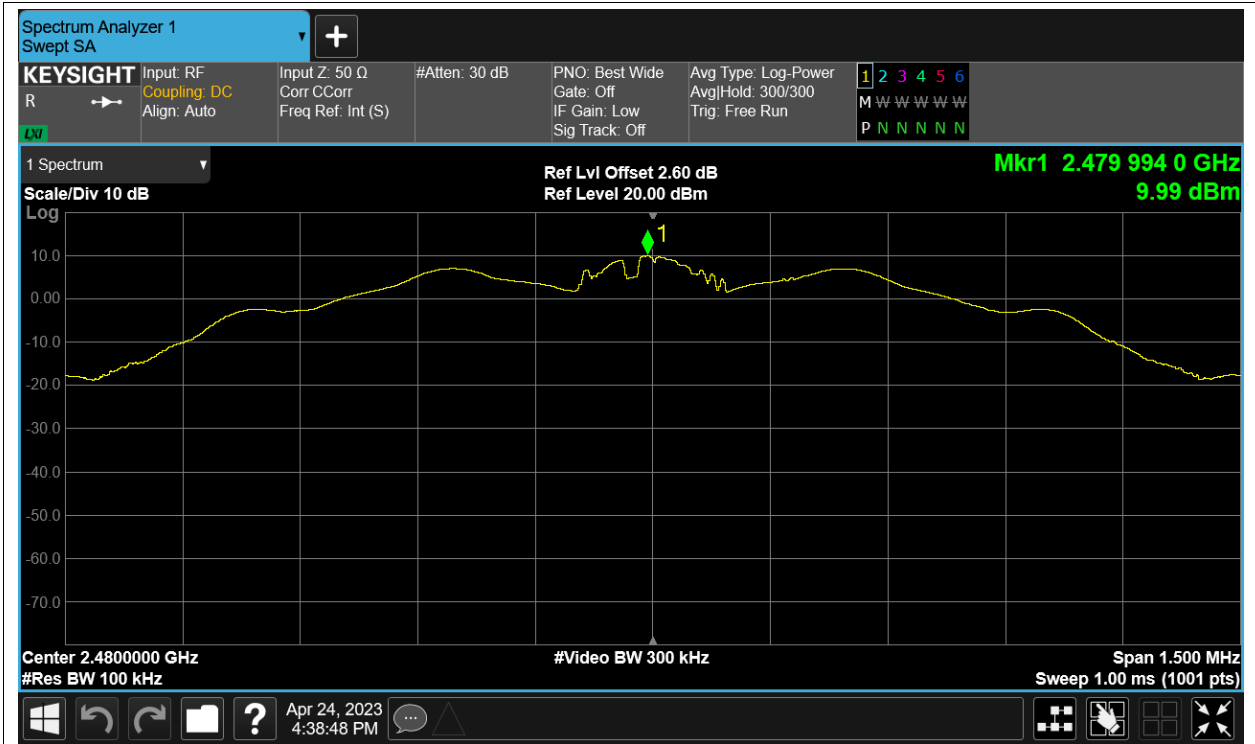 Spectrum Analyzer 1
Swept SA
KEYSIGHT
R
LXI
Input: RF
Coupling: DC
Align: Auto
Input Z: 50 Ω
Corr CCorr
Freq Ref: Int (S)
#Atten: 30 dB
PNO: Best Wide
Gate: Off
IF Gain: Low
Sig Track: Off
Avg Type: Log-Power
Avg|Hold: 300/300
Trig: Free Run
1 2 3 4 5 6
M W W W W W
P N N N N N
1 Spectrum
Scale/Div 10 dB
Log
Ref Lvl Offset 2.60 dB
Ref Level 20.00 dBm
Mkr1 2.479 994 0 GHz
9.99 dBm
1
10.0
0.00
-10.0
-20.0
-30.0
-40.0
-50.0
-60.0
-70.0
Center 2.4800000 GHz
#Res BW 100 kHz
#Video BW 300 kHz
Span 1.500 MHz
Sweep 1.00 ms (1001 pts)
?
Apr 24, 2023
4:38:48 PM